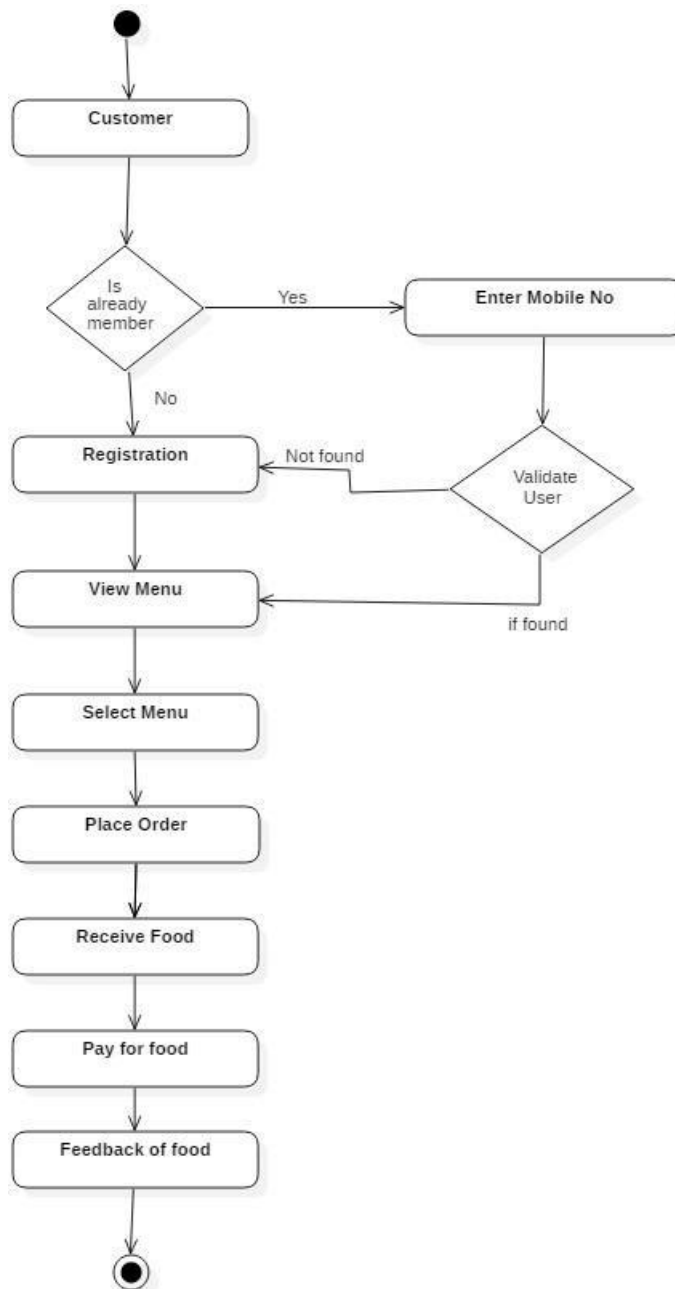 Customer
Is
already
member
Yes
Enter Mobile No
No
Registration
Not found
Validate
User
View Menu
if found
Select Menu
Place Order
Receive Food
Pay for food
Feedback of food